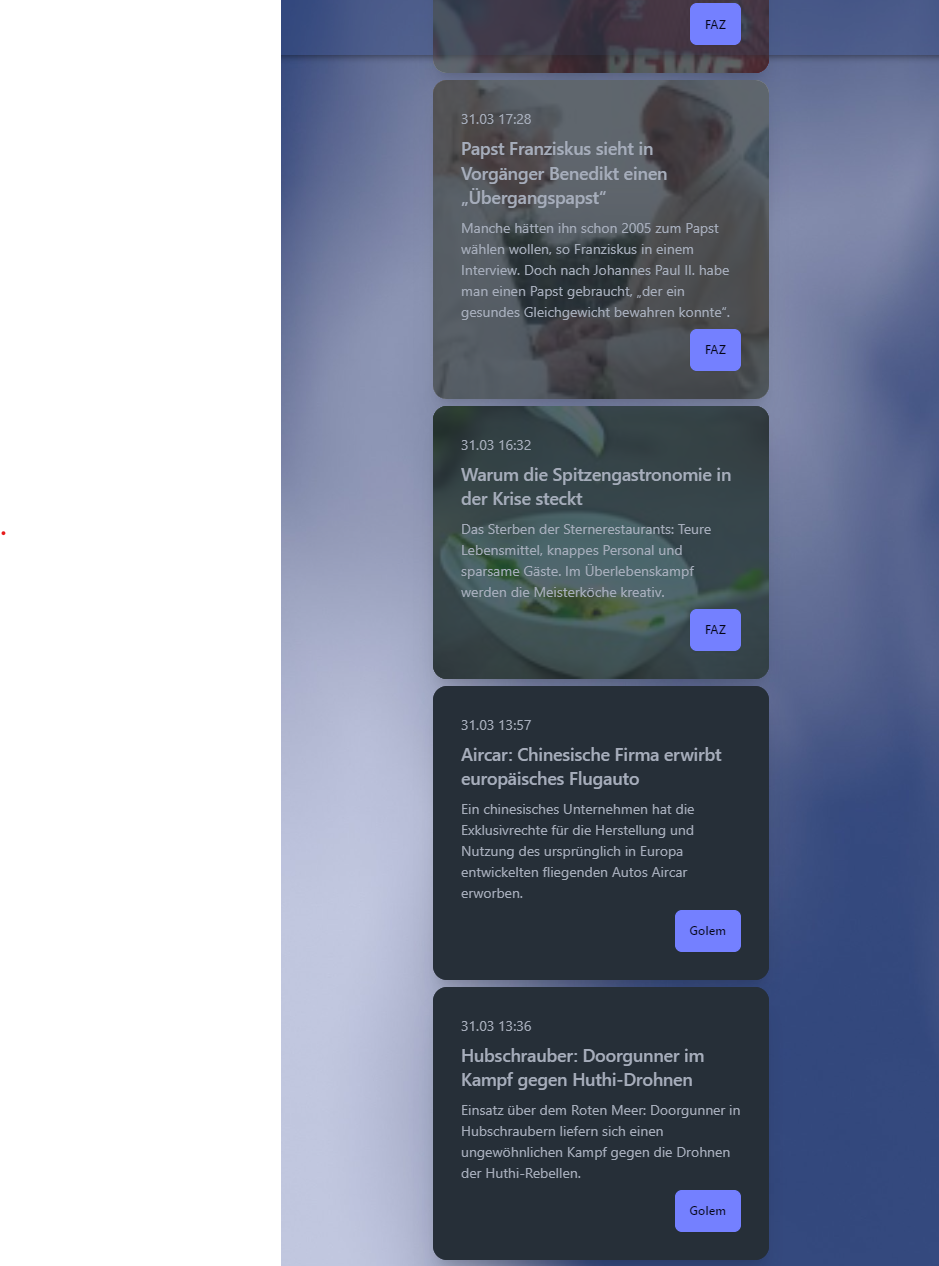 FAZ
REWE
31.03 17:28
Papst Franziskus sieht in
Vorgänger Benedikt einen
„Übergangspapst“
Manche hätten ihn schon 2005 zum Papst
wählen wollen, so Franziskus in einem
Interview. Doch nach Johannes Paul II. habe
man einen Papst gebraucht, „der ein
gesundes Gleichgewicht bewahren konnte“.
FAZ
31.03 16:32
Warum die Spitzengastronomie in
der Krise steckt
Das Sterben der Sternerestaurants: Teure
Lebensmittel, knappes Personal und
sparsame Gäste. Im Überlebenskampf
werden die Meisterköche kreativ.
FAZ
31.03 13:57
Aircar: Chinesische Firma erwirbt
europäisches Flugauto
Ein chinesisches Unternehmen hat die
Exklusivrechte für die Herstellung und
Nutzung des ursprünglich in Europa
entwickelten fliegenden Autos Aircar
erworben.
Golem
31.03 13:36
Hubschrauber: Doorgunner im
Kampf gegen Huthi-Drohnen
Einsatz über dem Roten Meer: Doorgunner in
Hubschraubern liefern sich einen
ungewöhnlichen Kampf gegen die Drohnen
der Huthi-Rebellen.
Golem